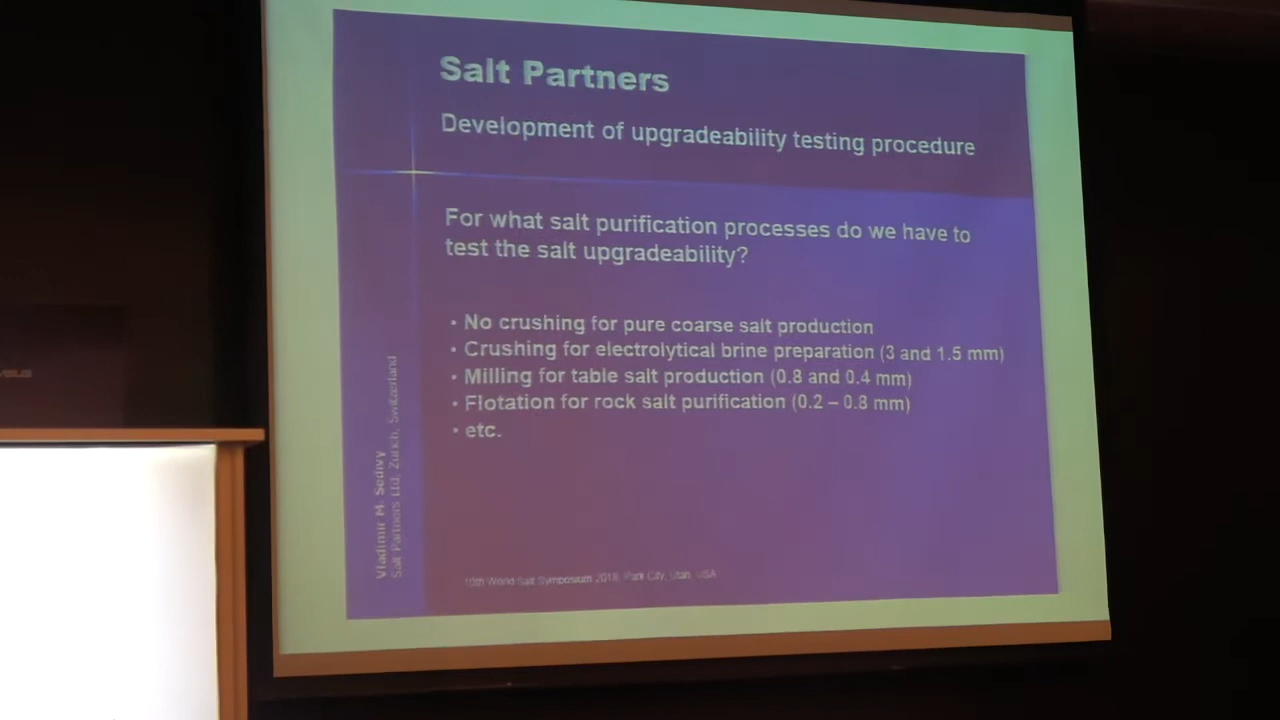 Salt Partners
Development of upgradeability testing procedure
For what salt purification processes do we have to
test the salt upgradeability?
• No crushing for pure coarse salt production
• Crushing for electrolytical brine preparation (3 and 1.5 mm)
• Milling for table salt production (0.8 and 0.4 mm)
• Flotation for rock salt purification (0.2 – 0.8 mm)
• etc.
Vladimir M. Sedivy
Salt Partners Ltd, Zurich, Switzerland
10th World Salt Symposium 2018, Park City, Utah, USA